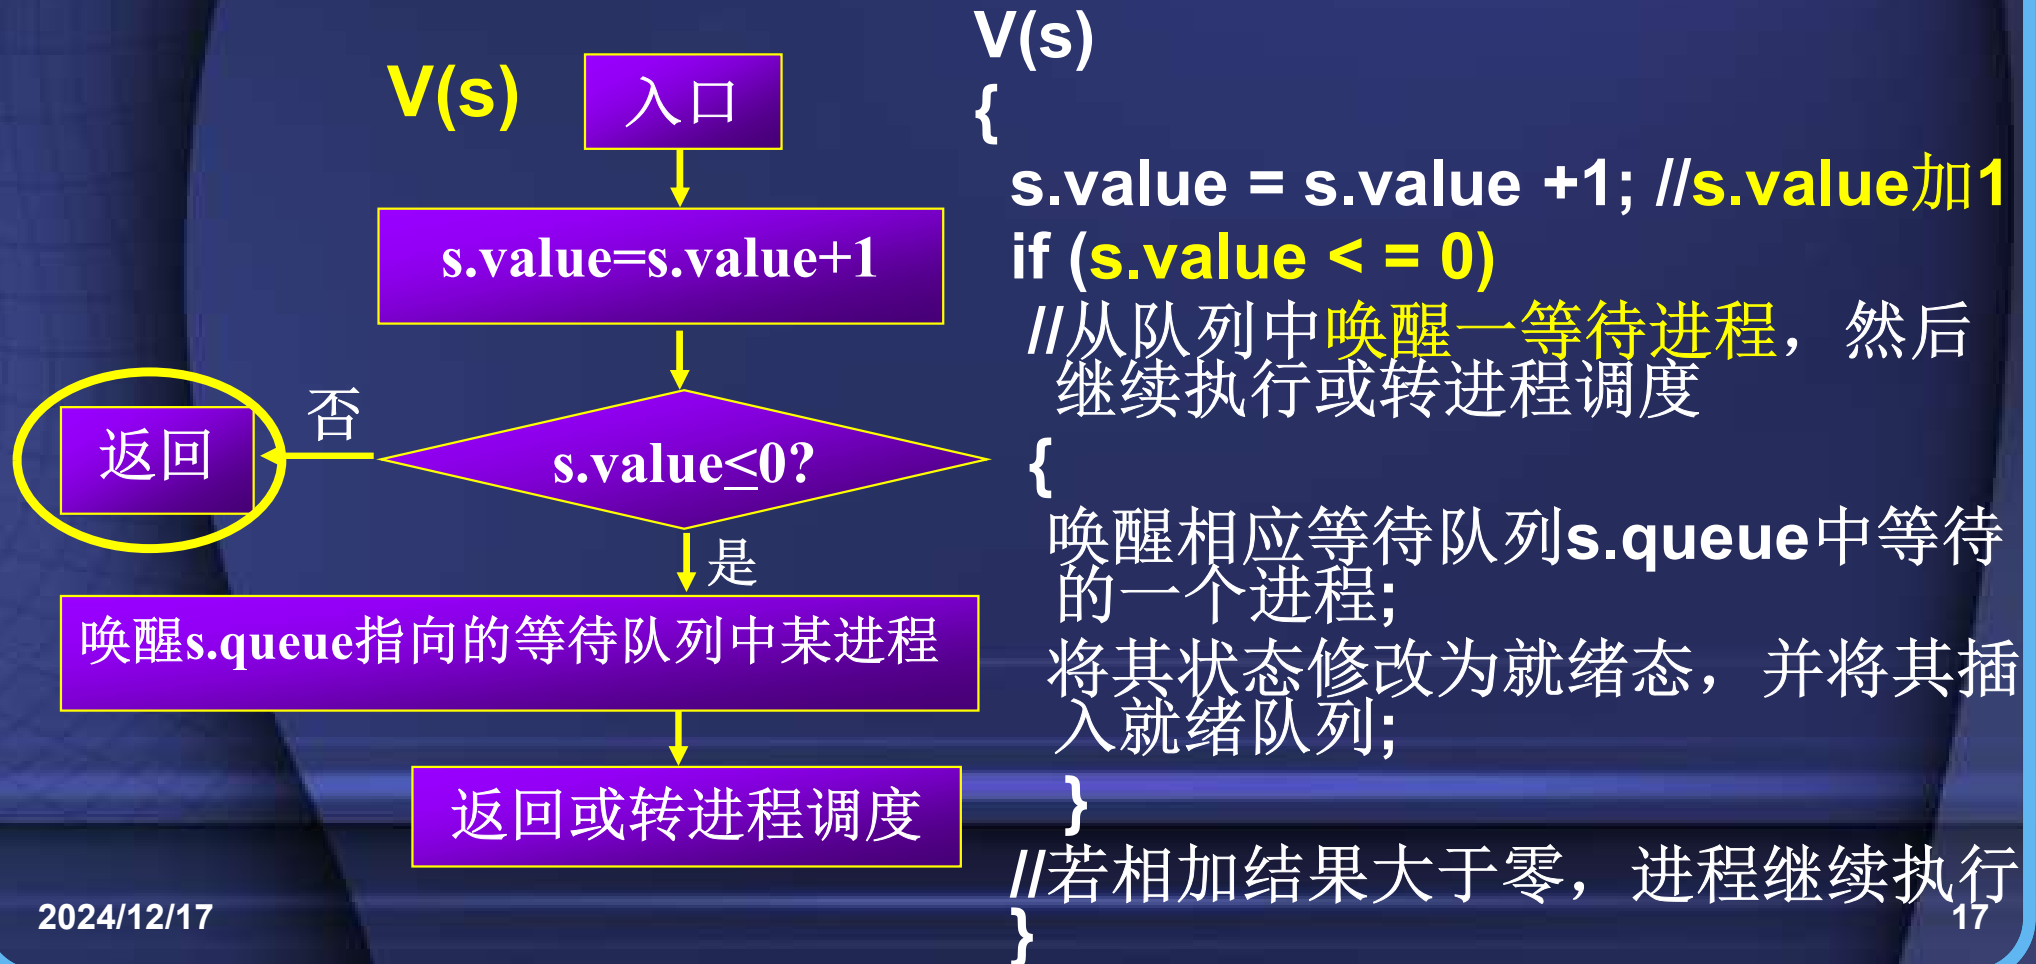 V(s)
入口
s.value=s.value+1
s.value≤0?
否
返回
是
唤醒s.queue指向的等待队列中某进程
返回或转进程调度
V(s)
{
s.value = s.value +1; //s.value加1
if (s.value < = 0)
//从队列中唤醒一等待进程，然后
继续执行或转进程调度
{
唤醒相应等待队列s.queue中等待
的一个进程;
将其状态修改为就绪态，并将其插
入就绪队列;
}
//若相加结果大于零，进程继续执行
}
2024/12/17
17